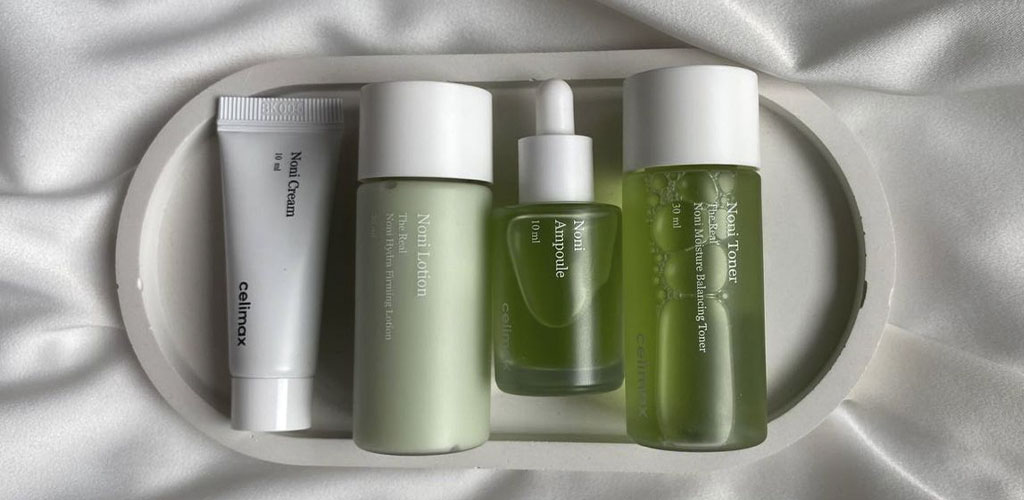 Noni Cream
10 ml
celimax
Noni Lotion
The Real
Noni Hydra Firming Lotion
Noni
Ampoule
10 ml
celimax
Noni Toner
The Real
Noni Moisture Balancing Toner
30 ml
celimax